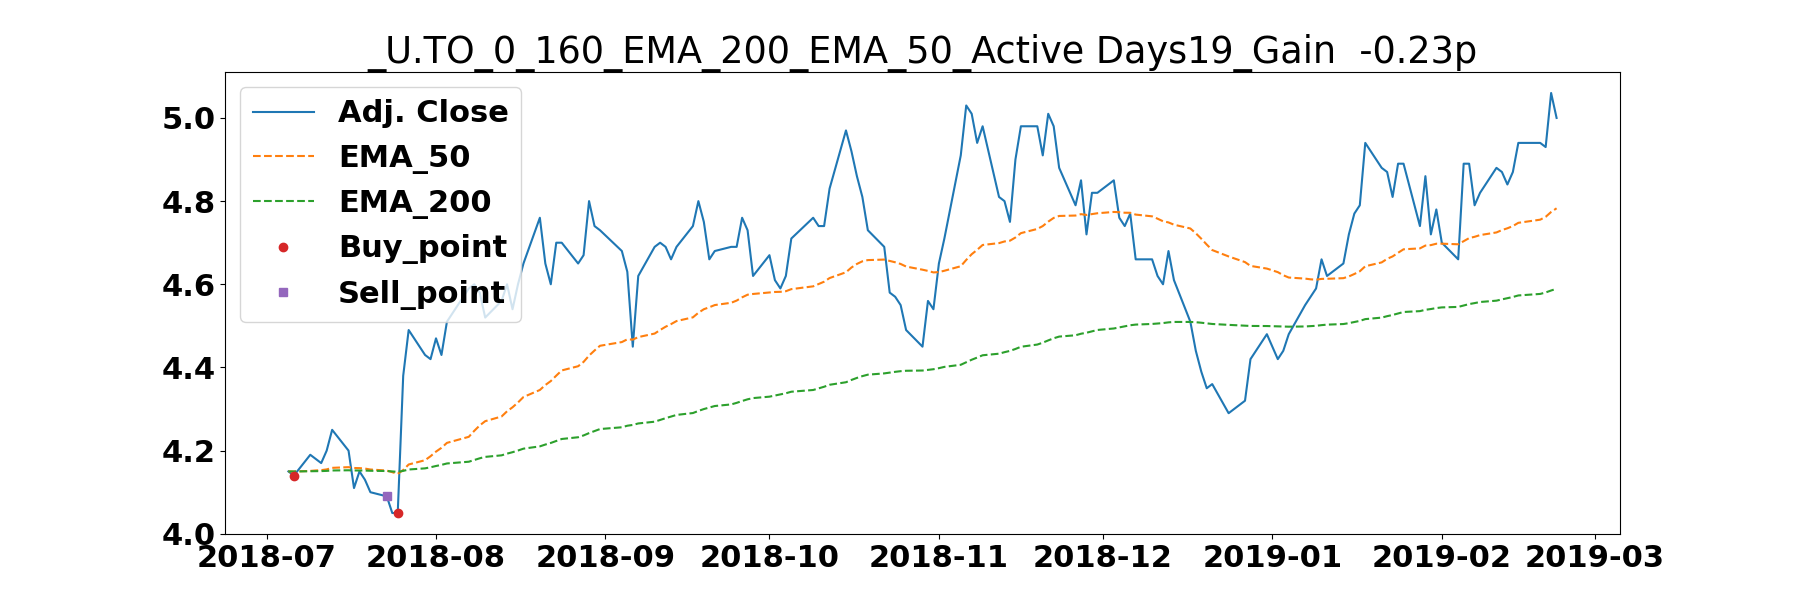 _U.TO_0_160_EMA_200_EMA_50_Active Days19_Gain  -0.23p
Adj. Close
EMA_50
EMA_200
Buy_point
Sell_point
5.0
4.8
4.6
4.4
4.2
4.0
2018-07 2018-08 2018-09 2018-10 2018-11 2018-12 2019-01 2019-02 2019-03